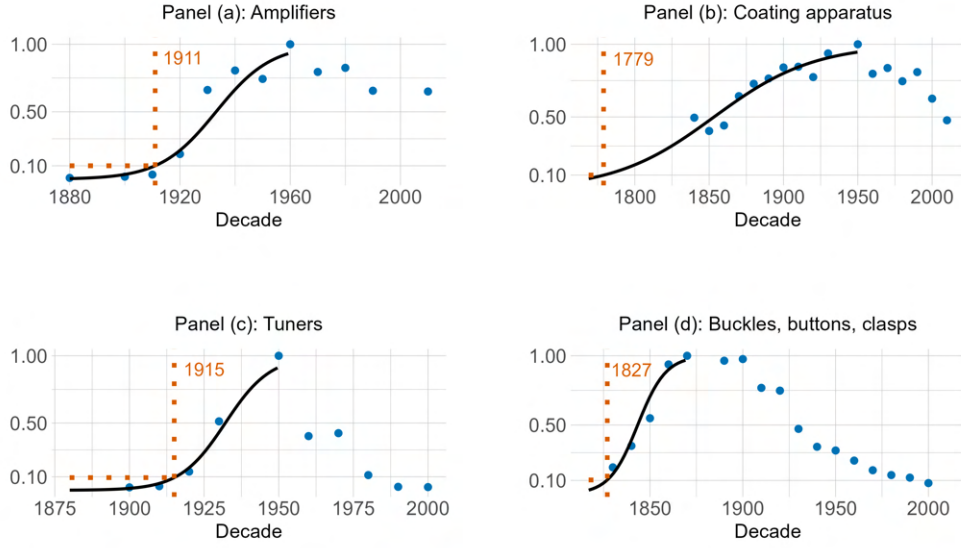 Panel (a): Amplifiers
1.00
0.50
0.10
1911
1880 1920 1960 2000
Decade
Panel (b): Coating apparatus
1.00
0.50
0.10
1779
1800 1850 1900 1950 2000
Decade
Panel (c): Tuners
1.00
0.50
0.10
1915
1875 1900 1925 1950 1975 2000
Decade
Panel (d): Buckles, buttons, clasps
1.00
0.50
0.10
1827
1850 1900 1950 2000
Decade